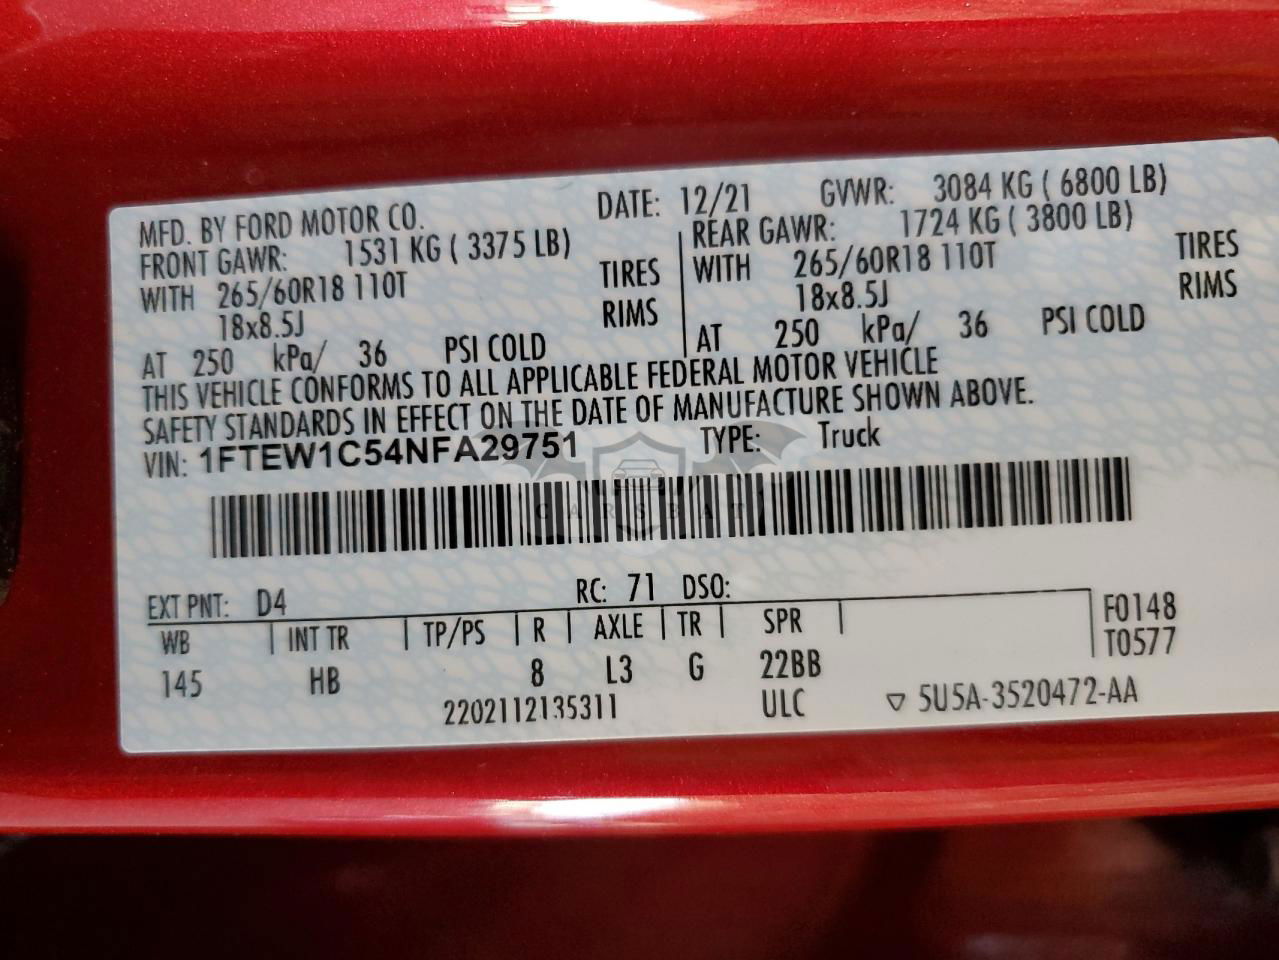 MFD. BY FORD MOTOR CO. DATE: 12/21 GVWR: 3084 KG ( 6800 LB)
FRONT GAWR: 1531 KG ( 3375 LB) REAR GAWR: 1724 KG ( 3800 LB)
WITH 265/60R18 110T TIRES WITH 265/60R18 110T TIRES
18x8.5J RIMS 18x8.5J RIMS
AT 250 kPa/ 36 PSI COLD AT 250 kPa/ 36 PSI COLD
THIS VEHICLE CONFORMS TO ALL APPLICABLE FEDERAL MOTOR VEHICLE
SAFETY STANDARDS IN EFFECT ON THE DATE OF MANUFACTURE SHOWN ABOVE.
VIN: 1FTEW1C54NFA29751 TYPE: Truck
CARSBAT
EXT PNT: D4 RC: 71 DSO:
WB INT TR TP/PS R AXLE TR SPR F0148
T0577
145 HB 8 L3 G 22BB
2202112135311 ULC ▽ 5U5A-3520472-AA